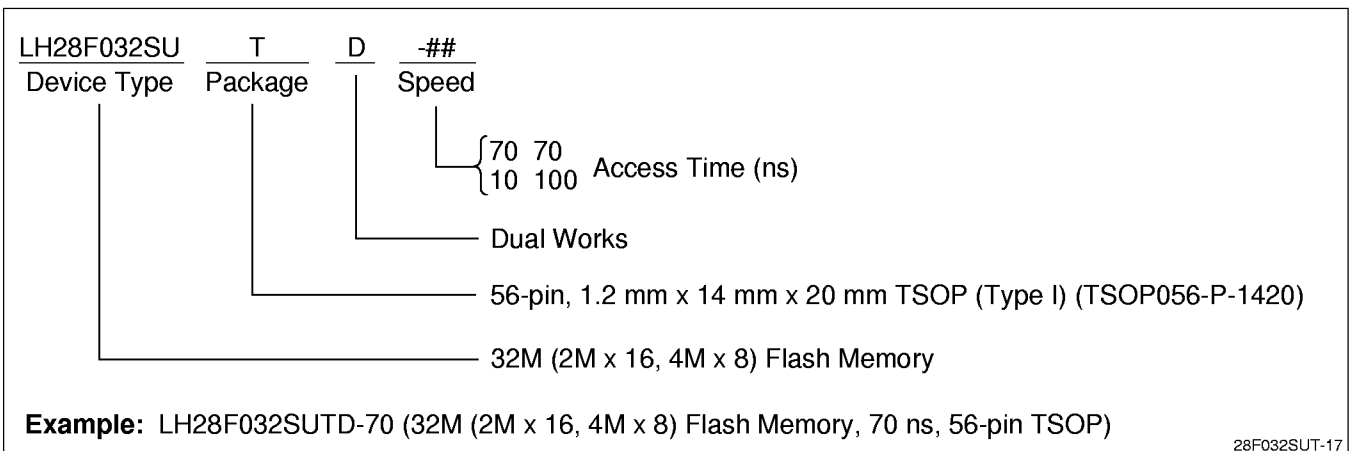 LH28F032SU T D -##
Device Type Package Speed
70 70
10 100
Access Time (ns)
Dual Works
56-pin, 1.2 mm x 14 mm x 20 mm TSOP (Type I) (TSOP056-P-1420)
32M (2M x 16, 4M x 8) Flash Memory
Example: LH28F032SUTD-70 (32M (2M x 16, 4M x 8) Flash Memory, 70 ns, 56-pin TSOP)
28F032SUT-17